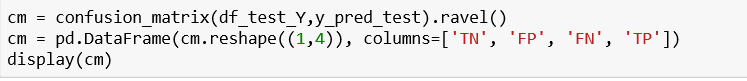 cm = confusion_matrix(df_test_Y,y_pred_test).ravel()
cm = pd.DataFrame(cm.reshape((1,4)), columns=['TN', 'FP', 'FN', 'TP'])
display(cm)